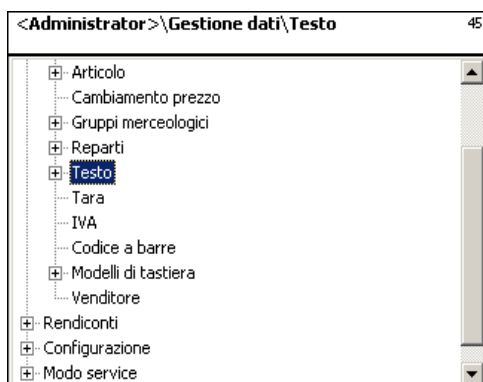 <Administrator>\Gestione dati\Testo 45
Articolo
Cambiamento prezzo
Gruppi merceologici
Reparti
Testo
Tara
IVA
Codice a barre
Modelli di tastiera
Venditore
Rendiconti
Configurazione
Modo service